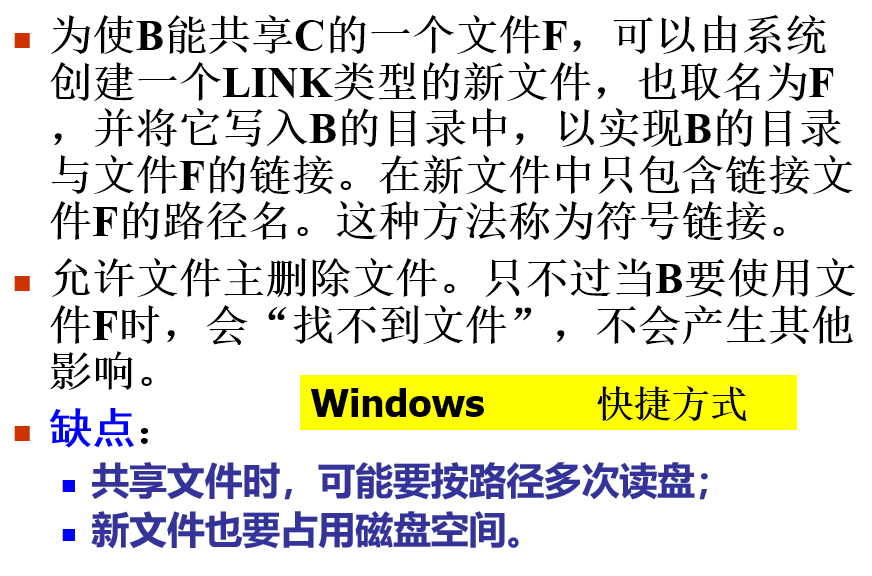 为使B能共享C的一个文件F，可以由系统
创建一个LINK类型的新文件，也取名为F
，并将它写入B的目录中，以实现B的目录
与文件F的链接。在新文件中只包含链接文
件F的路径名。这种方法称为符号链接。
允许文件主删除文件。只不过当B要使用文
件F时，会“找不到文件”，不会产生其他
影响。
Windows 快捷方式
缺点：
共享文件时，可能要按路径多次读盘；
新文件也要占用磁盘空间。